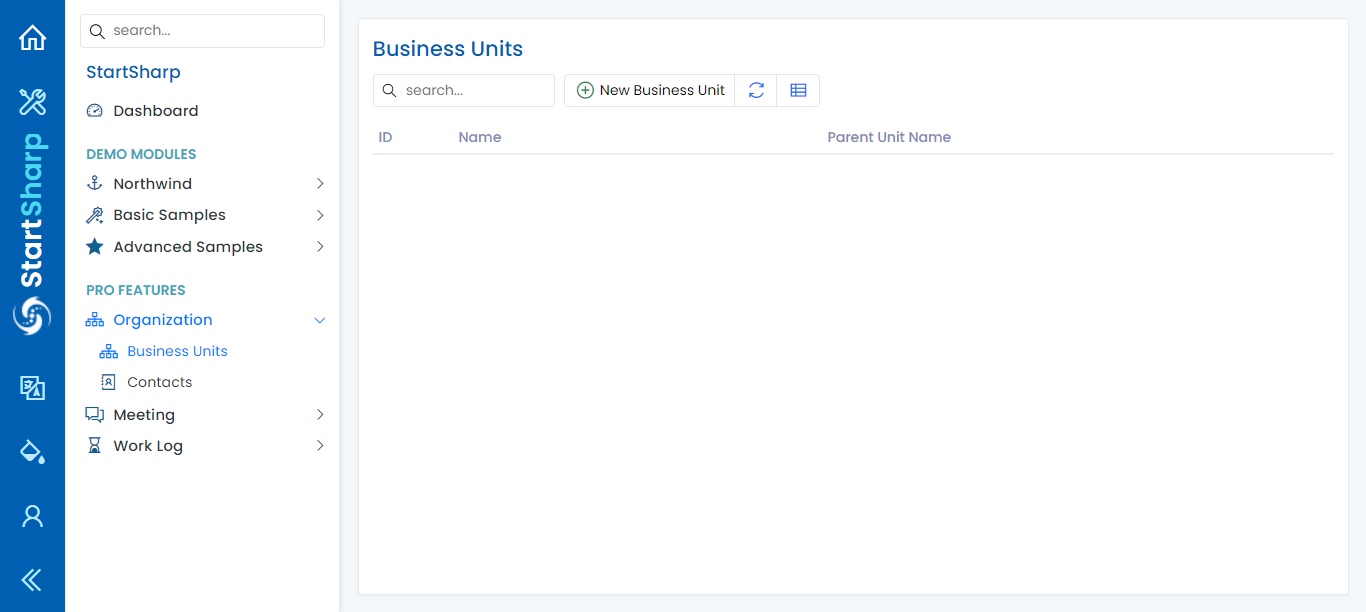 StartSharp
search...
StartSharp
Dashboard
DEMO MODULES
Northwind
Basic Samples
Advanced Samples
PRO FEATURES
Organization
Business Units
Contacts
Meeting
Work Log
Business Units
search...
New Business Unit
ID Name Parent Unit Name